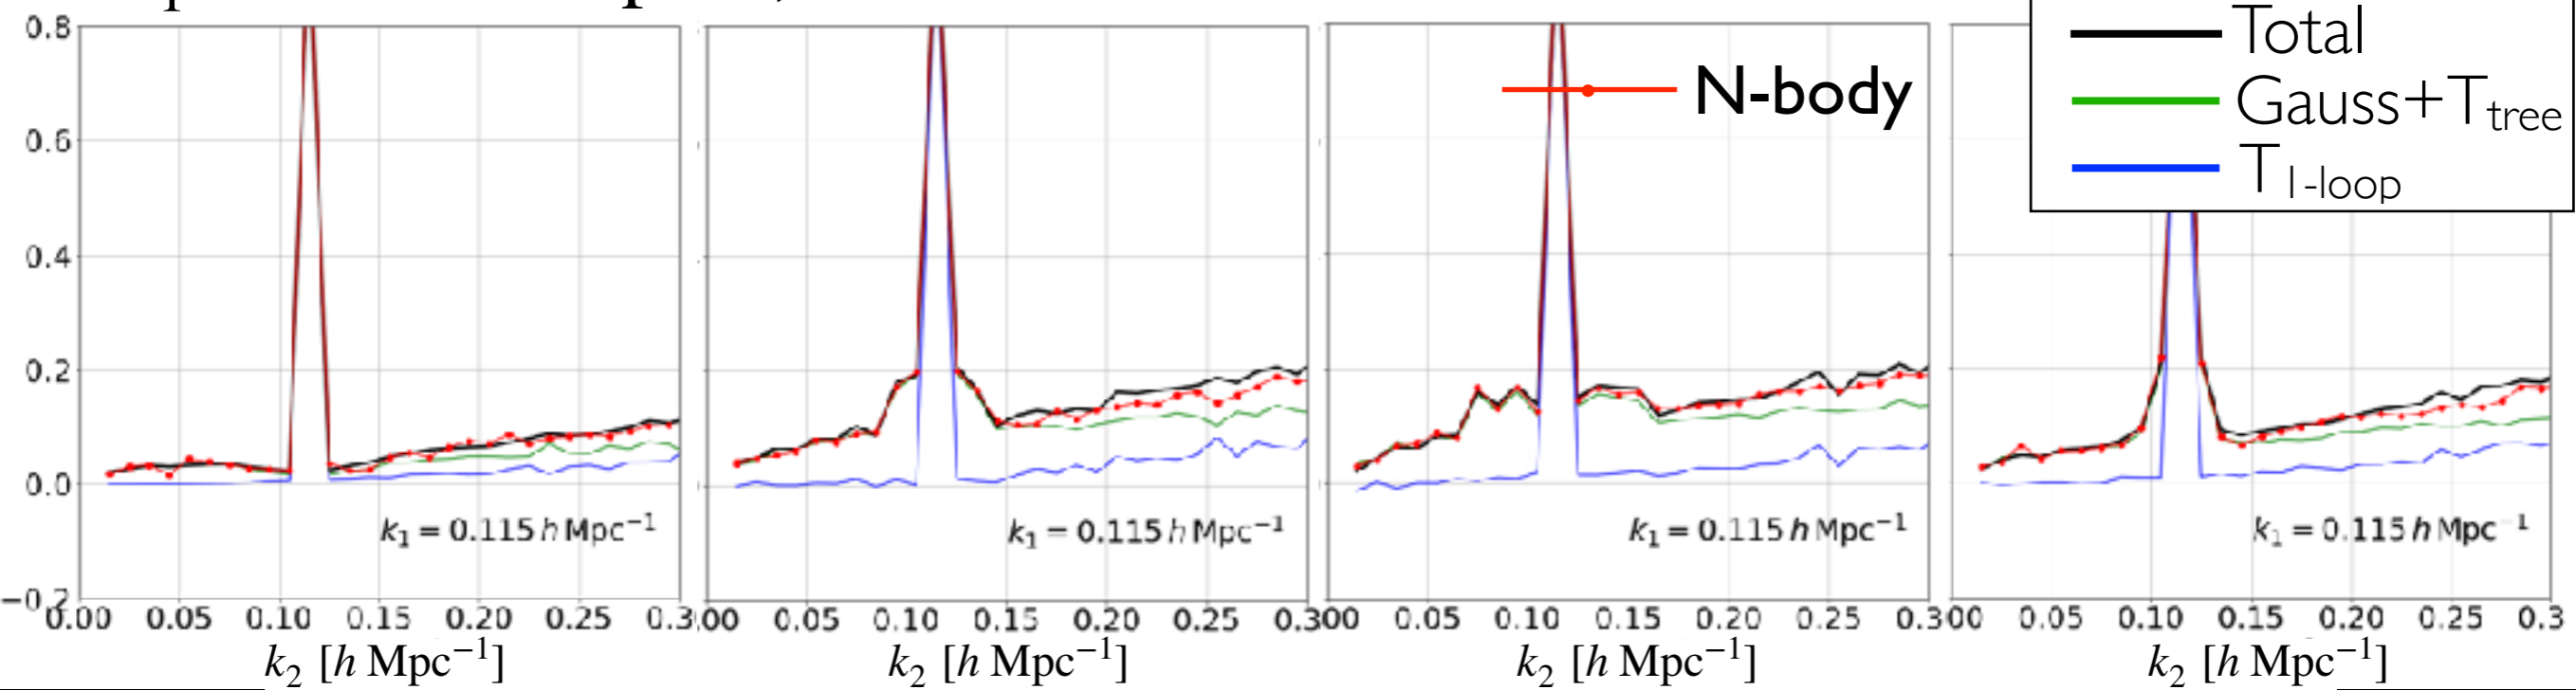 Total
Gauss+T_tree
T_1-loop
N-body
0.8
0.6
0.4
0.2
0.0
−0.2
k₁ = 0.115 h Mpc⁻¹
k₁ = 0.115 h Mpc⁻¹
k₁ = 0.115 h Mpc⁻¹
k₁ = 0.115 h Mpc⁻¹
0.00 0.05 0.10 0.15 0.20 0.25 0.3
00 0.05 0.10 0.15 0.20 0.25 0.3
00 0.05 0.10 0.15 0.20 0.25 0.3
00 0.05 0.10 0.15 0.20 0.25 0.3
k₂ [h Mpc⁻¹]
k₂ [h Mpc⁻¹]
k₂ [h Mpc⁻¹]
k₂ [h Mpc⁻¹]